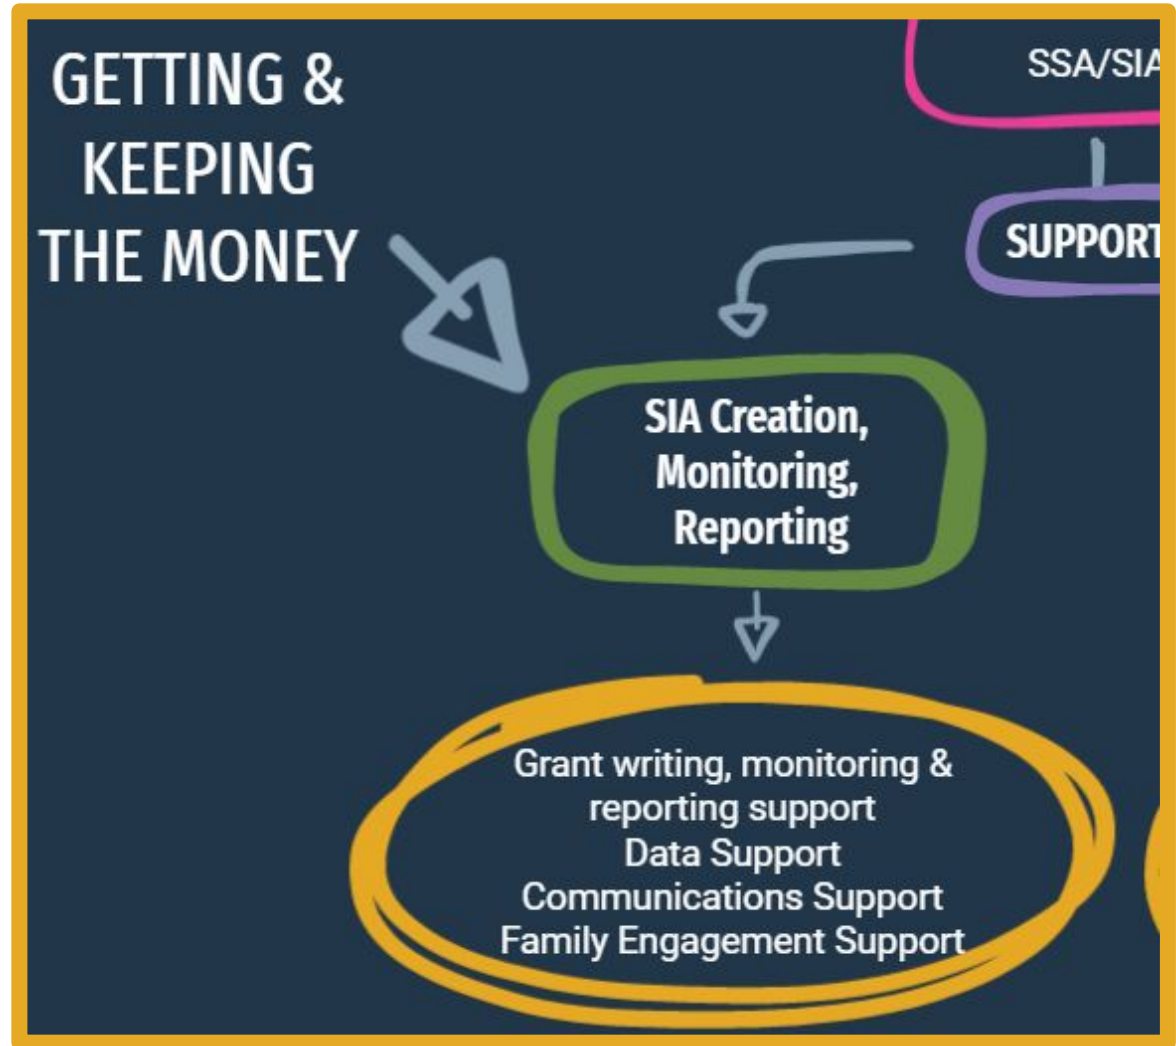 GETTING &
KEEPING
THE MONEY
SSA/SIA
SUPPORT
SIA Creation,
Monitoring,
Reporting
Grant writing, monitoring &
reporting support
Data Support
Communications Support
Family Engagement Support